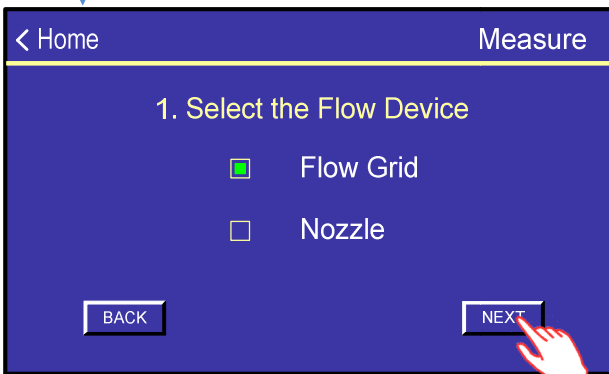 < Home
Measure
1. Select the Flow Device
Flow Grid
Nozzle
BACK
NEXT